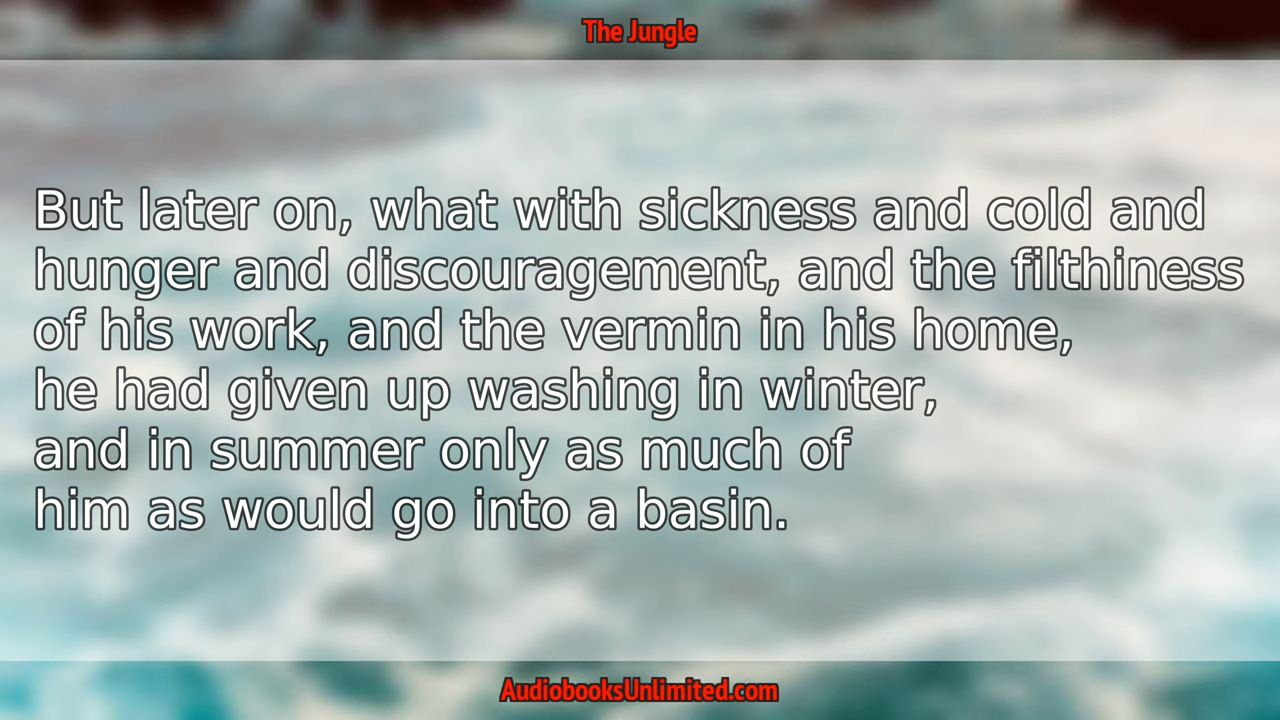 The Jungle
But later on, what with sickness and cold and
hunger and discouragement, and the filthiness
of his work, and the vermin in his home,
he had given up washing in winter,
and in summer only as much of
him as would go into a basin.
AudiobooksUnlimited.com